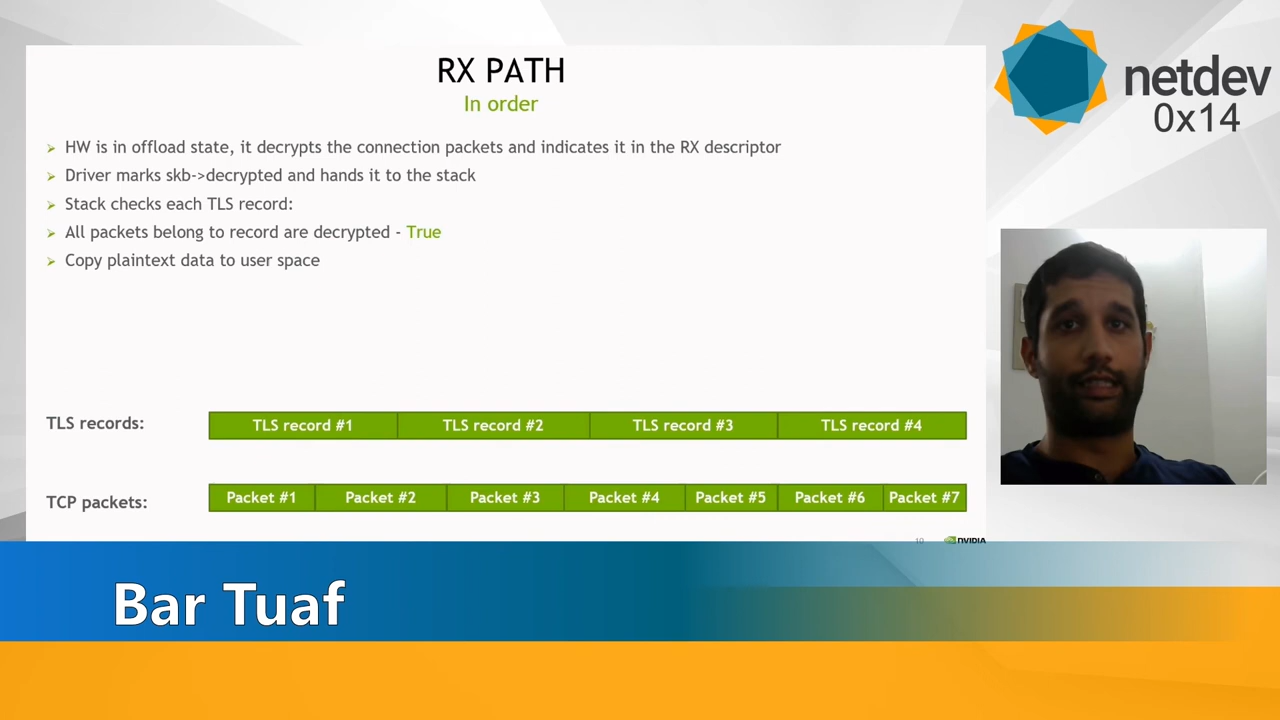 RX PATH
In order
HW is in offload state, it decrypts the connection packets and indicates it in the RX descriptor
Driver marks skb->decrypted and hands it to the stack
Stack checks each TLS record:
All packets belong to record are decrypted - True
Copy plaintext data to user space
TLS records:
TLS record #1 TLS record #2 TLS record #3 TLS record #4
TCP packets:
Packet #1 Packet #2 Packet #3 Packet #4 Packet #5 Packet #6 Packet #7
10 NVIDIA
netdev
0x14
Bar Tuaf